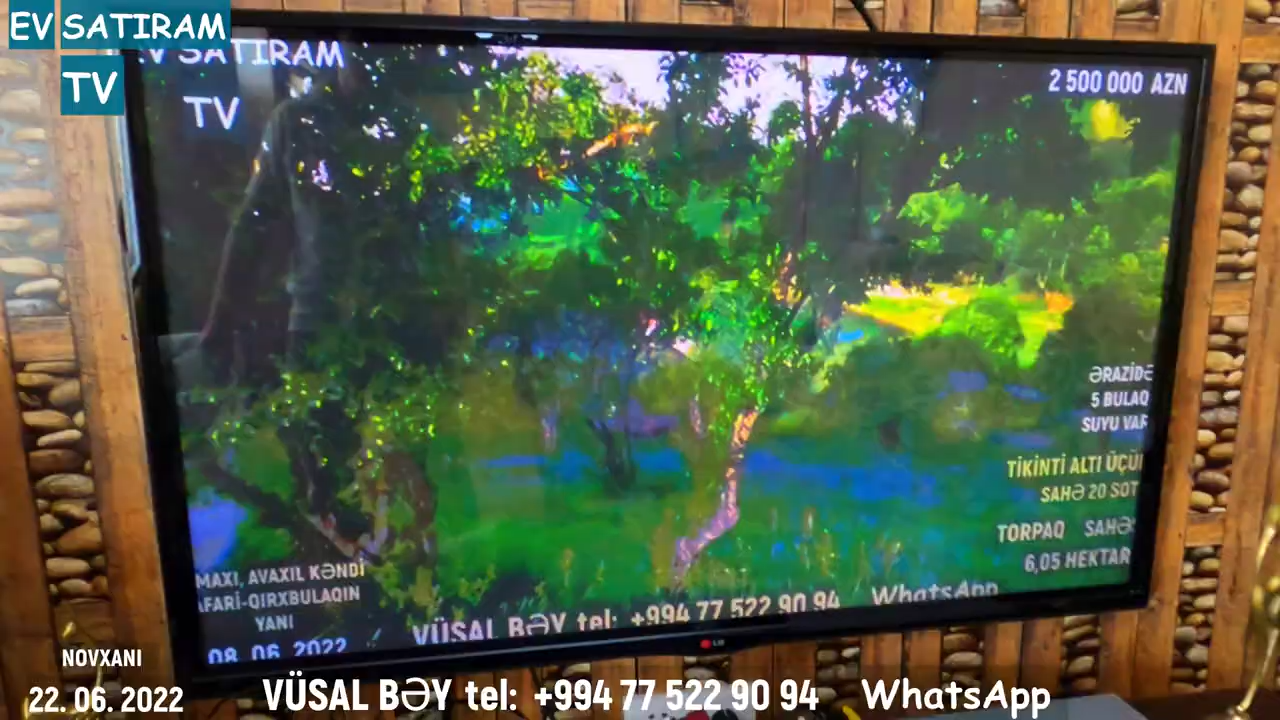 EV SATIRAM
TV
EV SATIRAM
TV
2 500 000 AZN
ƏRAZİDƏ
5 BULAQ
SUYU VAR
TİKİNTİ ALTI ÜÇÜN
SAHƏ 20 SOT
TORPAQ SAHƏS
6,05 HEKTAR
MAXI, AVAXIL KƏNDİ
AFARİ-QIRXBULAQIN
YANI
08. 06. 2022
VÜSAL BƏY tel: +994 77 522 90 94 WhatsApp
LG
NOVXANI
22. 06. 2022
VÜSAL BƏY tel: +994 77 522 90 94 WhatsApp